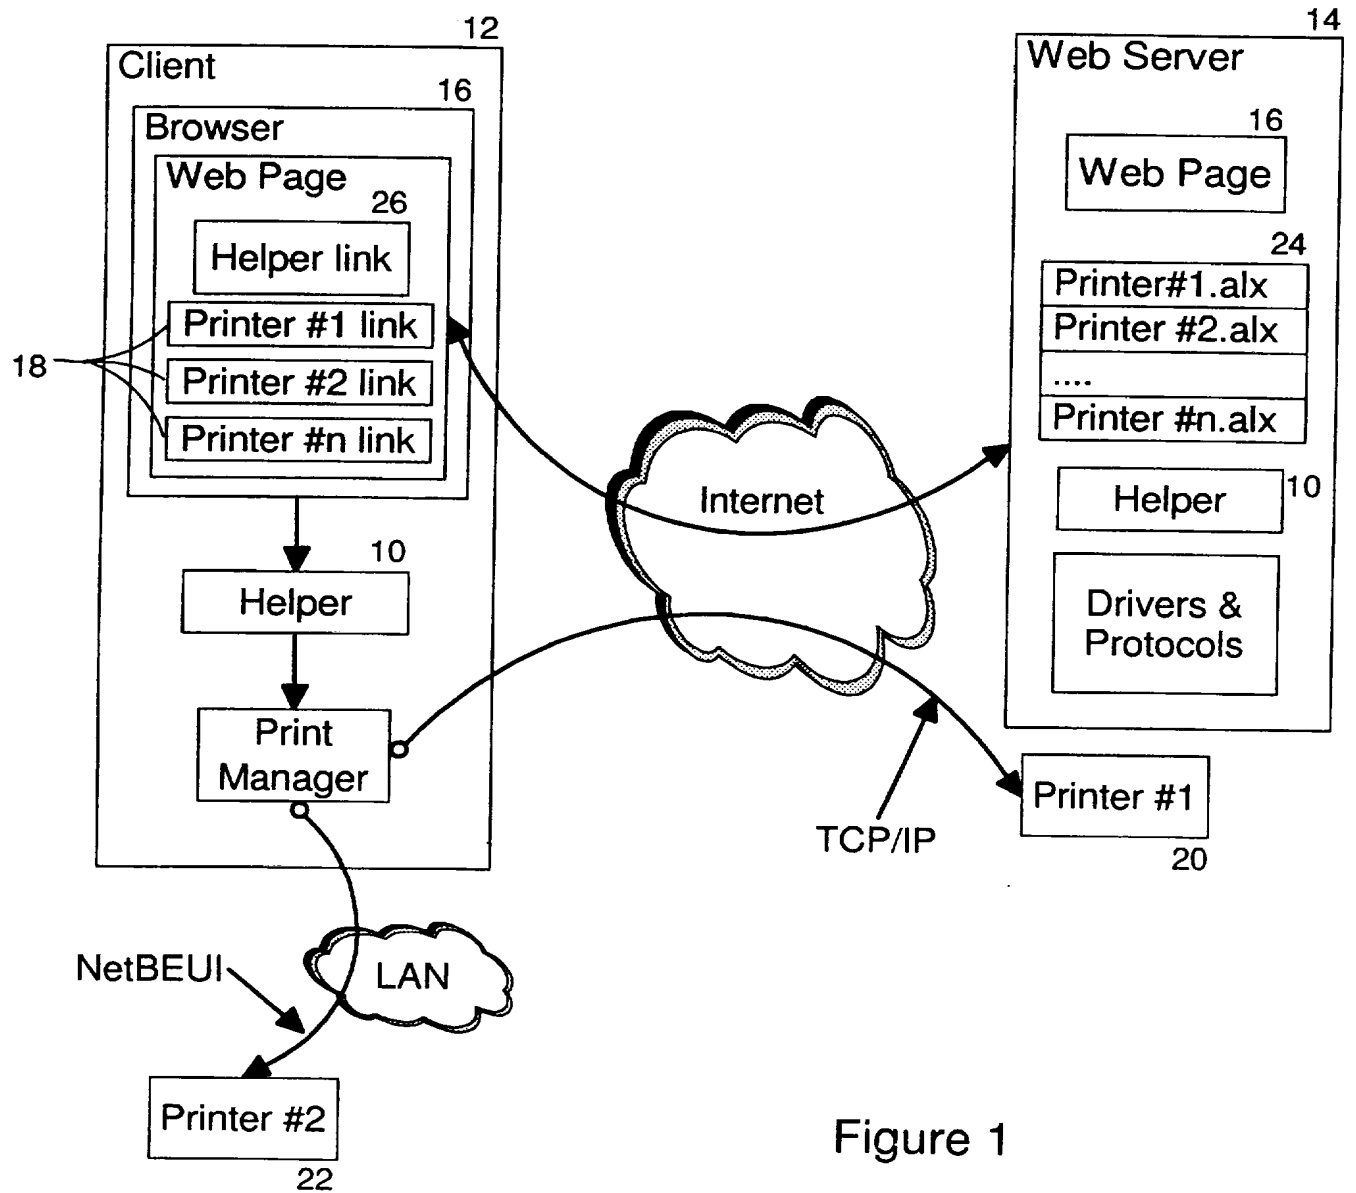 12
Client
16
Browser
Web Page
26
Helper link
Printer #1 link
18
Printer #2 link
Printer #n link
10
Helper
Print
Manager
Internet
14
Web Server
16
Web Page
24
Printer#1.alx
Printer #2.alx
....
Printer #n.alx
Helper
10
Drivers &
Protocols
TCP/IP
Printer #1
20
NetBEUI
LAN
Printer #2
22
Figure 1